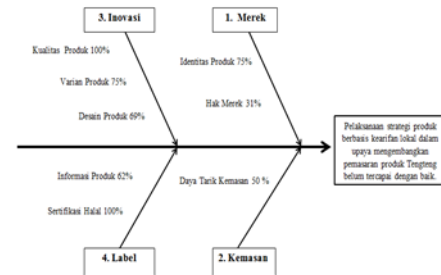 3. Inovasi
1. Merek
Kualitas Produk 100%
Identitas Produk 75%
Varian Produk 75%
Hak Merek 31%
Desain Produk 69%
Pelaksanaan strategi produk
berbasis kearifan lokal dalam
upaya mengembangkan
pemasaran produk Tengteng
belum tercapai dengan baik.
Informasi Produk 62%
Daya Tarik Kemasan 50 %
Sertifikasi Halal 100%
4. Label
2. Kemasan